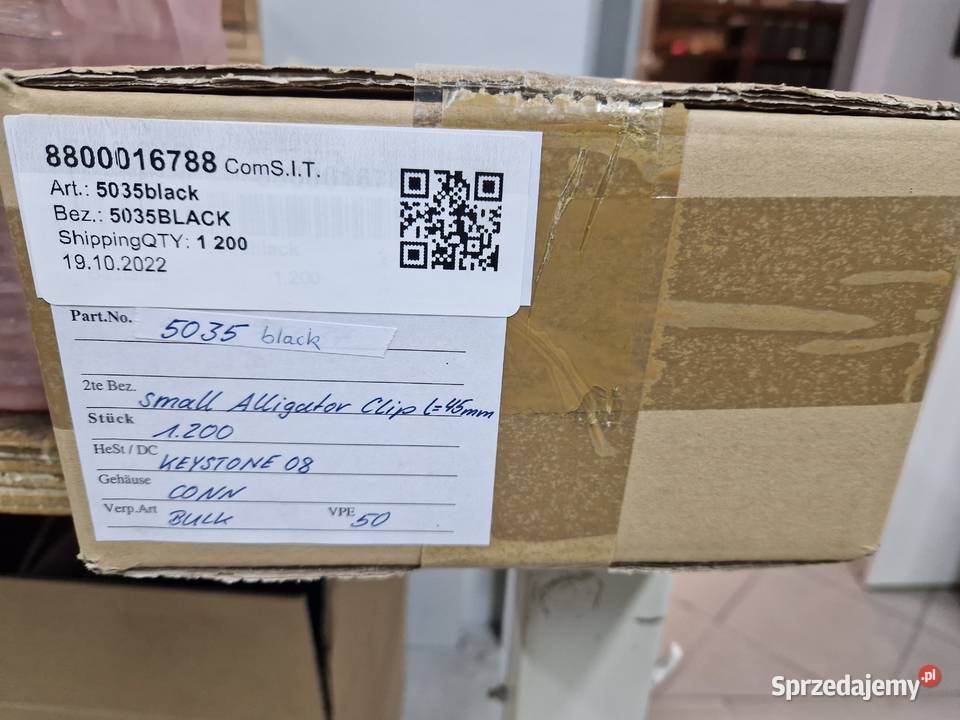 8800016788 ComS.I.T.
Art.: 5035black
Bez.: 5035BLACK
ShippingQTY: 1 200
19.10.2022
Part.No. 5035 black
2te Bez. Small Alligator Clip l=45mm
Stück 1.200
HeSt / DC KEYSTONE 08
Gehäuse CONN
Verp.Art BULK VPE 50
Sprzedajemy.pl